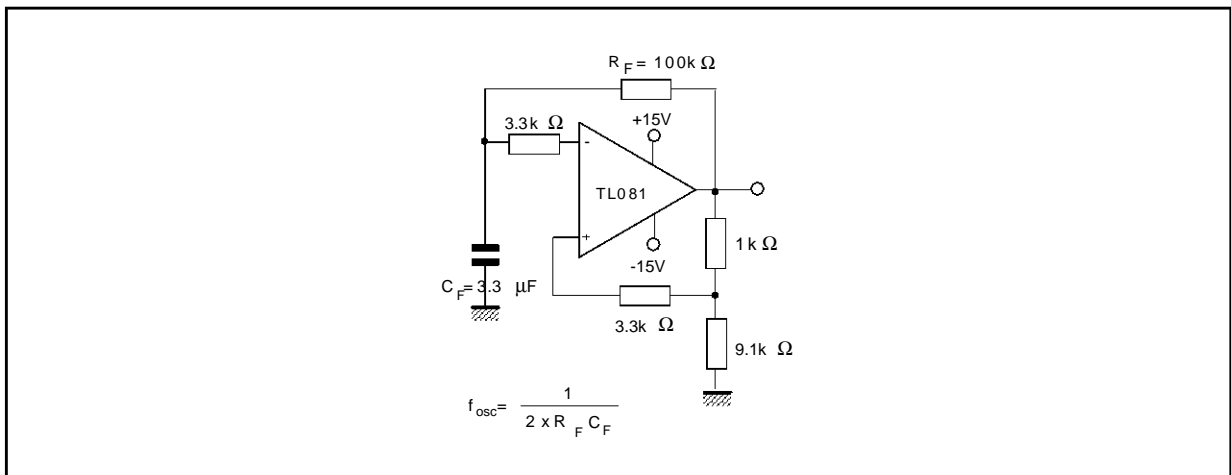 R F = 100k Ω
3.3k Ω
+15V
-
TL081
+
-15V
1k Ω
C F = 3.3 µF
3.3k Ω
9.1k Ω
f osc = 1
2 x R F C F